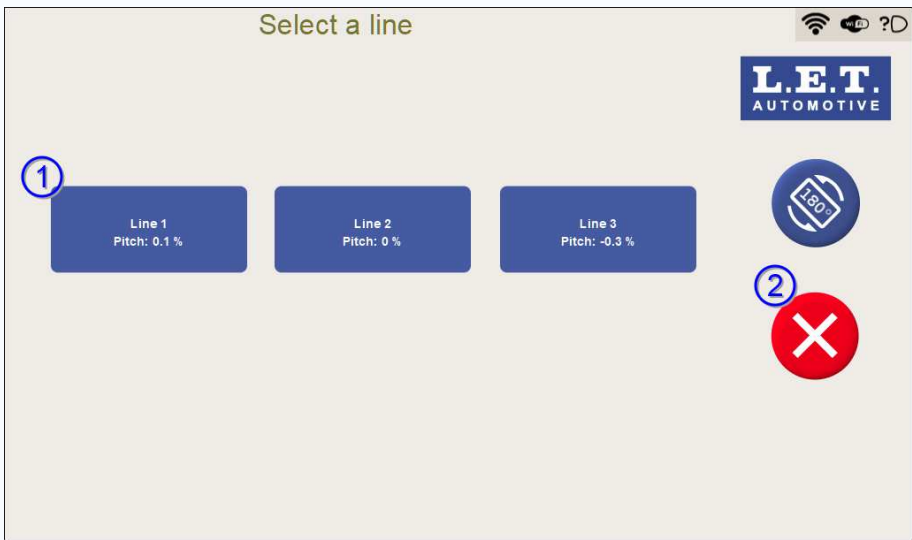 Select a line
WiFi
?
L.E.T.
AUTOMOTIVE
1
Line 1
Pitch: 0.1 %
Line 2
Pitch: 0 %
Line 3
Pitch: -0.3 %
180°
2